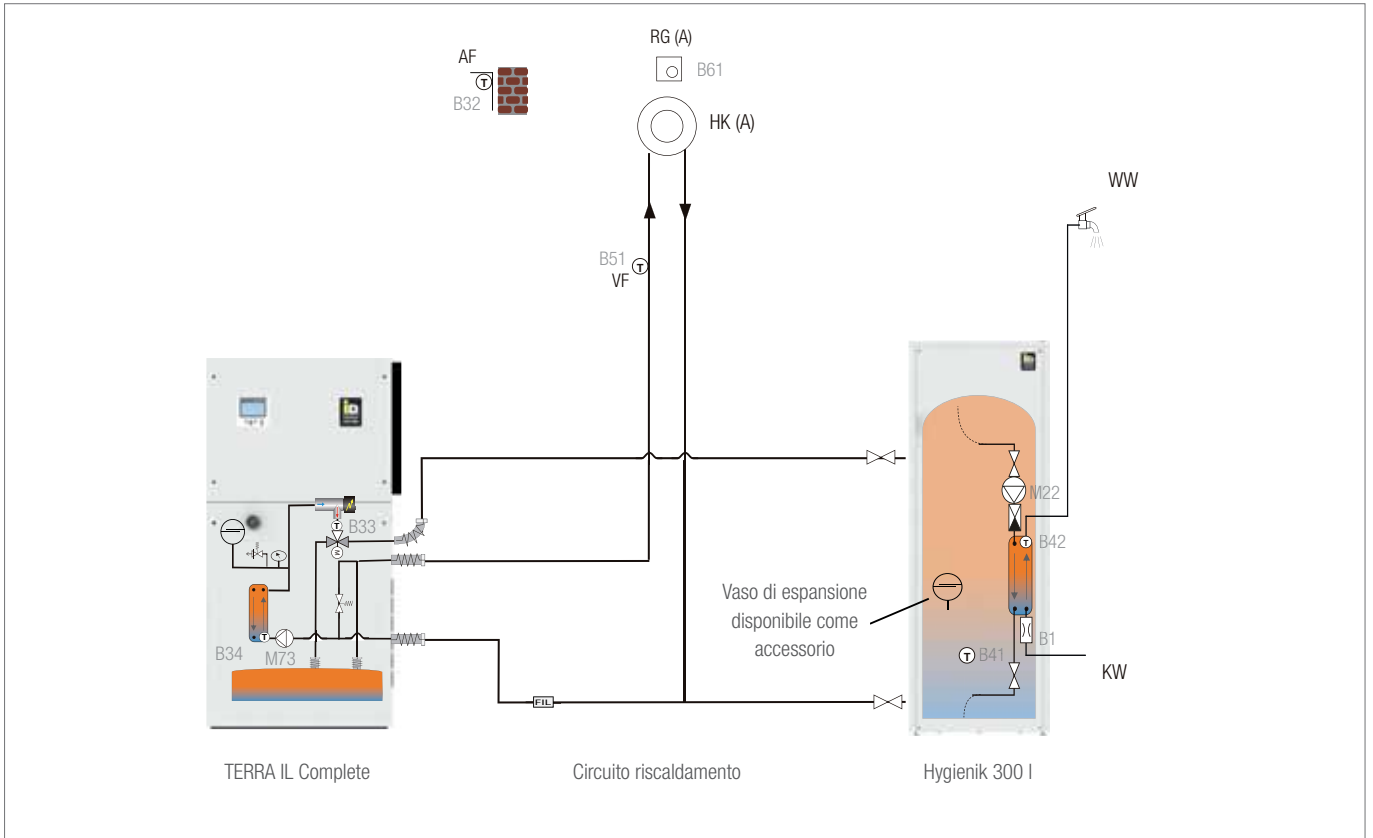 RG (A)
AF
B61
B32
HK (A)
WW
B51
VF
M22
B33
B42
Vaso di espansione
disponibile come
accessorio
B34
M73
B1
B41
KW
FIL
TERRA IL Complete
Circuito riscaldamento
Hygienik 300 l
T
T
T
M
T
T
T